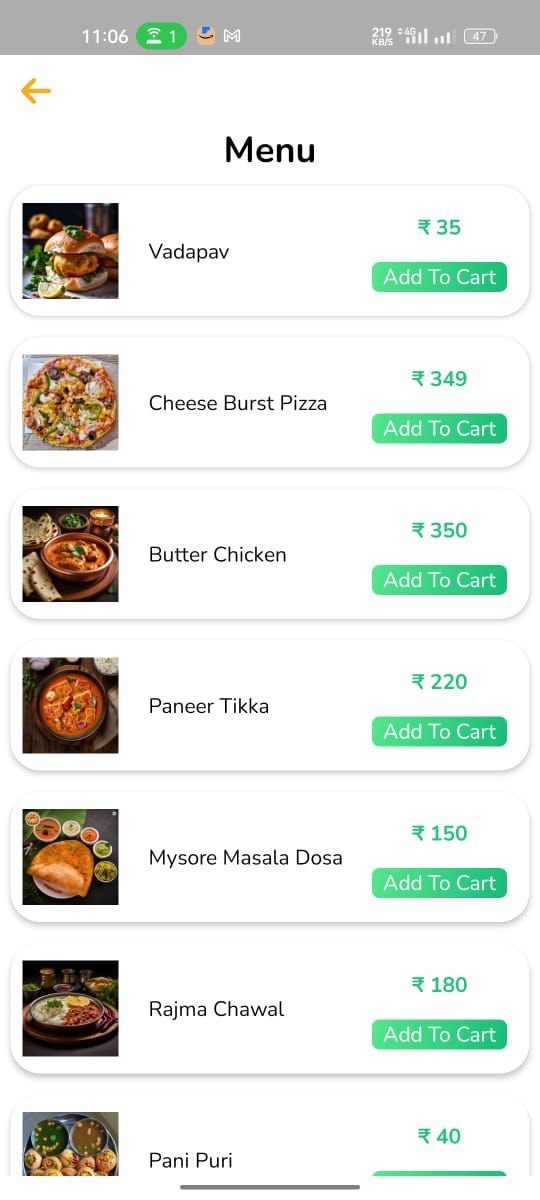 11:06 1 219 KB/S 4G 47
Menu
Vadapav
₹ 35
Add To Cart
Cheese Burst Pizza
₹ 349
Add To Cart
Butter Chicken
₹ 350
Add To Cart
Paneer Tikka
₹ 220
Add To Cart
Mysore Masala Dosa
₹ 150
Add To Cart
Rajma Chawal
₹ 180
Add To Cart
Pani Puri
₹ 40